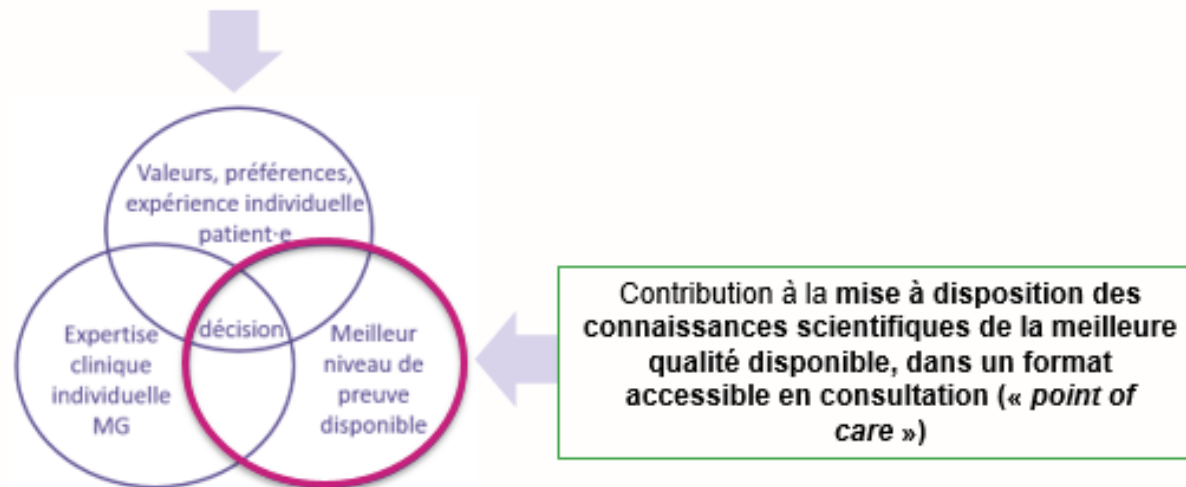 Valeurs, préférences,
expérience individuelle
patient·e
Expertise
clinique
individuelle
MG
décision
Meilleur
niveau de
preuve
disponible
Contribution à la mise à disposition des
connaissances scientifiques de la meilleure
qualité disponible, dans un format
accessible en consultation (« point of
care »)